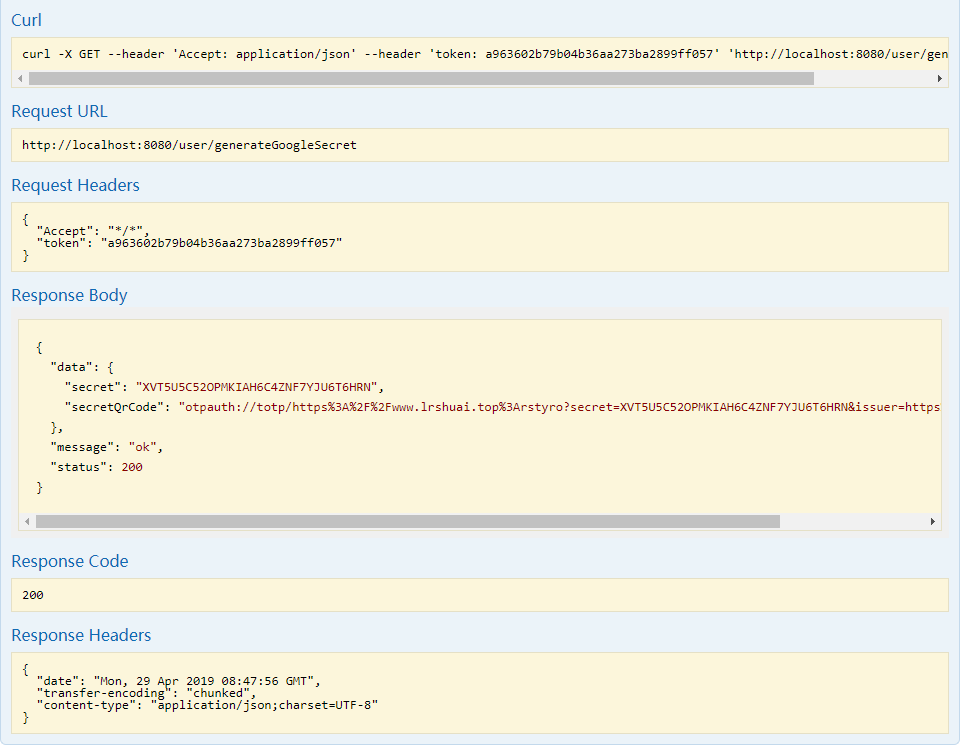 Curl
curl -X GET --header 'Accept: application/json' --header 'token: a963602b79b04b36aa273ba2899ff057' 'http://localhost:8080/user/gen
Request URL
http://localhost:8080/user/generateGoogleSecret
Request Headers
{
"Accept": "*/*",
"token": "a963602b79b04b36aa273ba2899ff057"
}
Response Body
{
"data": {
"secret": "XVT5U5C52OPMKIAH6C4ZNF7YJU6T6HRN",
"secretQrCode": "otpauth://totp/https%3A%2F%2Fwww.lrshuai.top%3Arstyro?secret=XVT5U5C52OPMKIAH6C4ZNF7YJU6T6HRN&issuer=https
},
"message": "ok",
"status": 200
}
Response Code
200
Response Headers
{
"date": "Mon, 29 Apr 2019 08:47:56 GMT",
"transfer-encoding": "chunked",
"content-type": "application/json;charset=UTF-8"
}